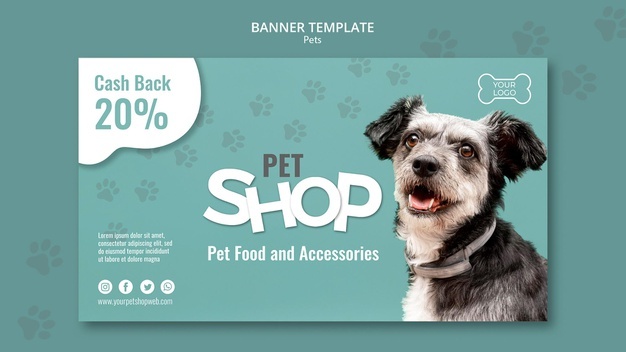 BANNER TEMPLATE
Pets
Cash Back
20%
YOUR
LOGO
PET
SHOP
Pet Food and Accessories
Lorem ipsum dolor sit amet,
consectetur adipiscing elit, sed
do eiusmod tempor incididunt
ut labore et dolore magna
www.yourpetshopweb.com